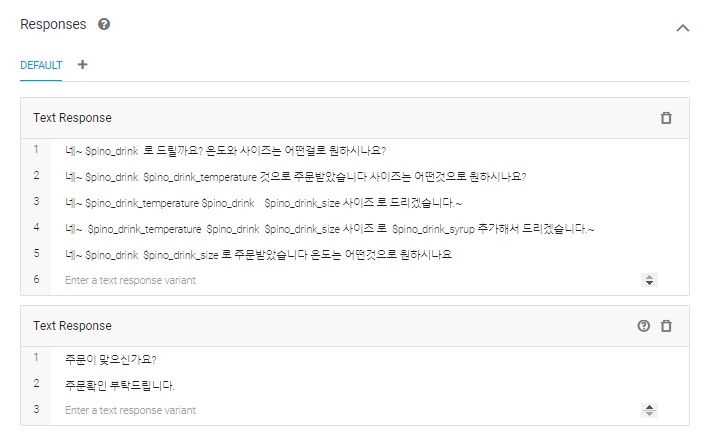 Responses
DEFAULT
Text Response
1 네~ $pino_drink 로 드릴까요? 온도와 사이즈는 어떤걸로 원하시나요?
2 네~ $pino_drink $pino_drink_temperature 것으로 주문받았습니다 사이즈는 어떤것으로 원하시나요?
3 네~ $pino_drink_temperature $pino_drink $pino_drink_size 사이즈 로 드리겠습니다.~
4 네~ $pino_drink_temperature $pino_drink $pino_drink_size 사이즈 로 $pino_drink_syrup 추가해서 드리겠습니다.~
5 네~ $pino_drink $pino_drink_size 로 주문받았습니다 온도는 어떤것으로 원하시나요
6 Enter a text response variant
Text Response
1 주문이 맞으신가요?
2 주문확인 부탁드립니다.
3 Enter a text response variant